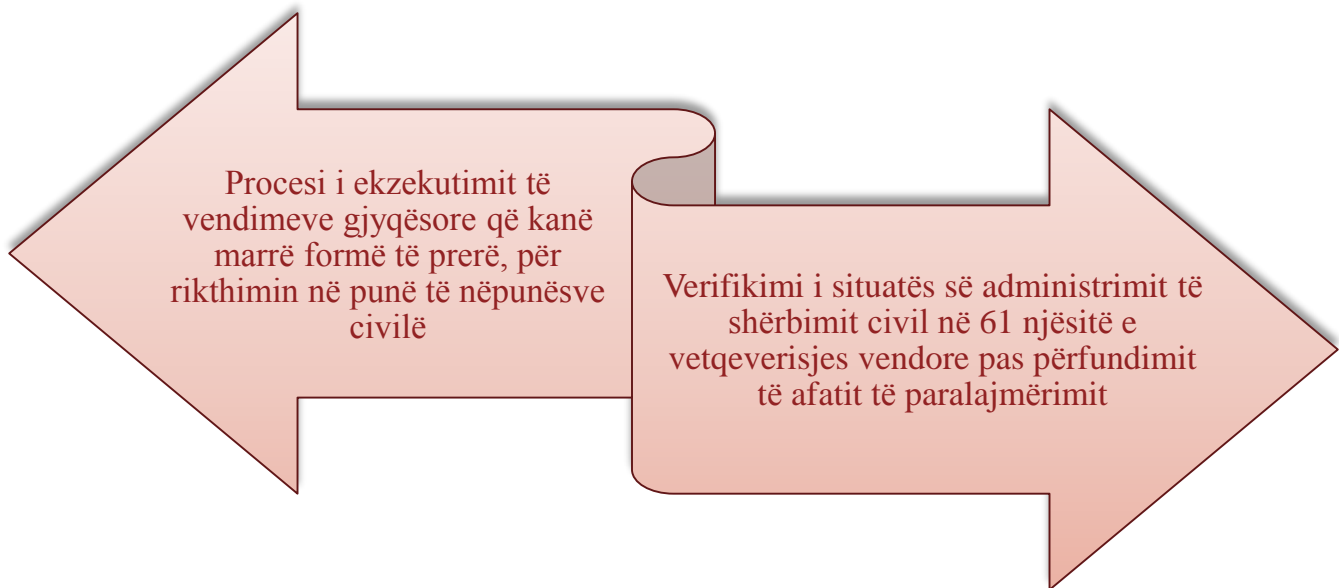 Procesi i ekzekutimit të
vendimeve gjyqësore që kanë
marrë formë të prerë, për
rikthimin në punë të nëpunësve
civilë
Verifikimi i situatës së administrimit të
shërbimit civil në 61 njësitë e
vetqeverisjes vendore pas përfundimit
të afatit të paralajmërimit